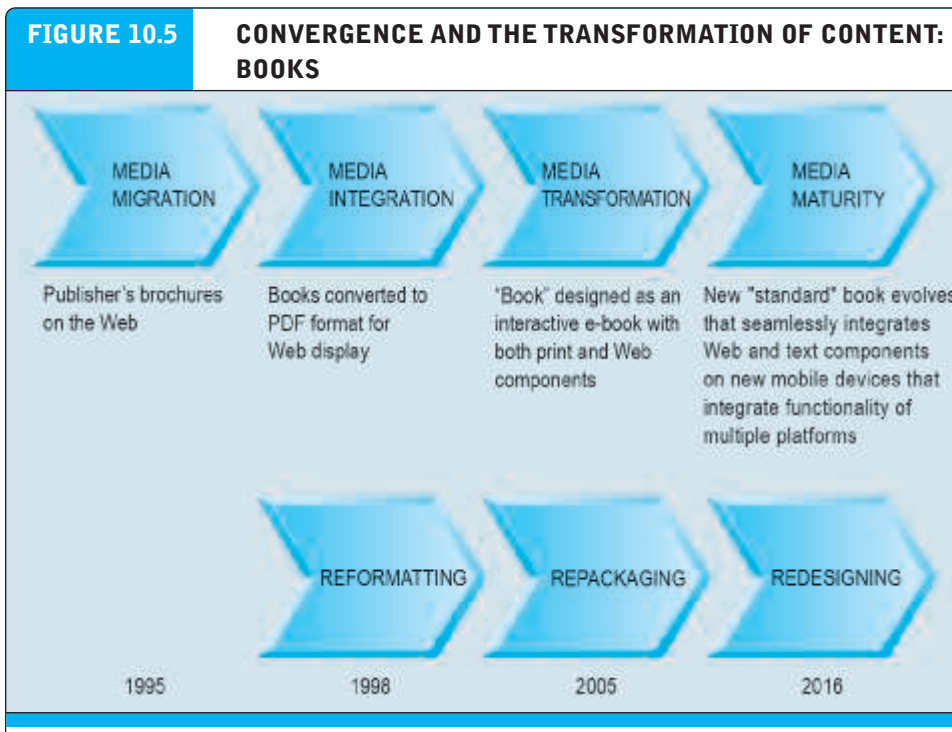 FIGURE 10.5
CONVERGENCE AND THE TRANSFORMATION OF CONTENT:
BOOKS
MEDIA
MIGRATION
MEDIA
INTEGRATION
MEDIA
TRANSFORMATION
MEDIA
MATURITY
Publisher's brochures
on the Web
Books converted to
PDF format for
Web display
"Book" designed as an
interactive e-book with
both print and Web
components
New "standard" book evolves
that seamlessly integrates
Web and text components
on new mobile devices that
integrate functionality of
multiple platforms
REFORMATTING
REPACKAGING
REDESIGNING
1995
1998
2005
2016